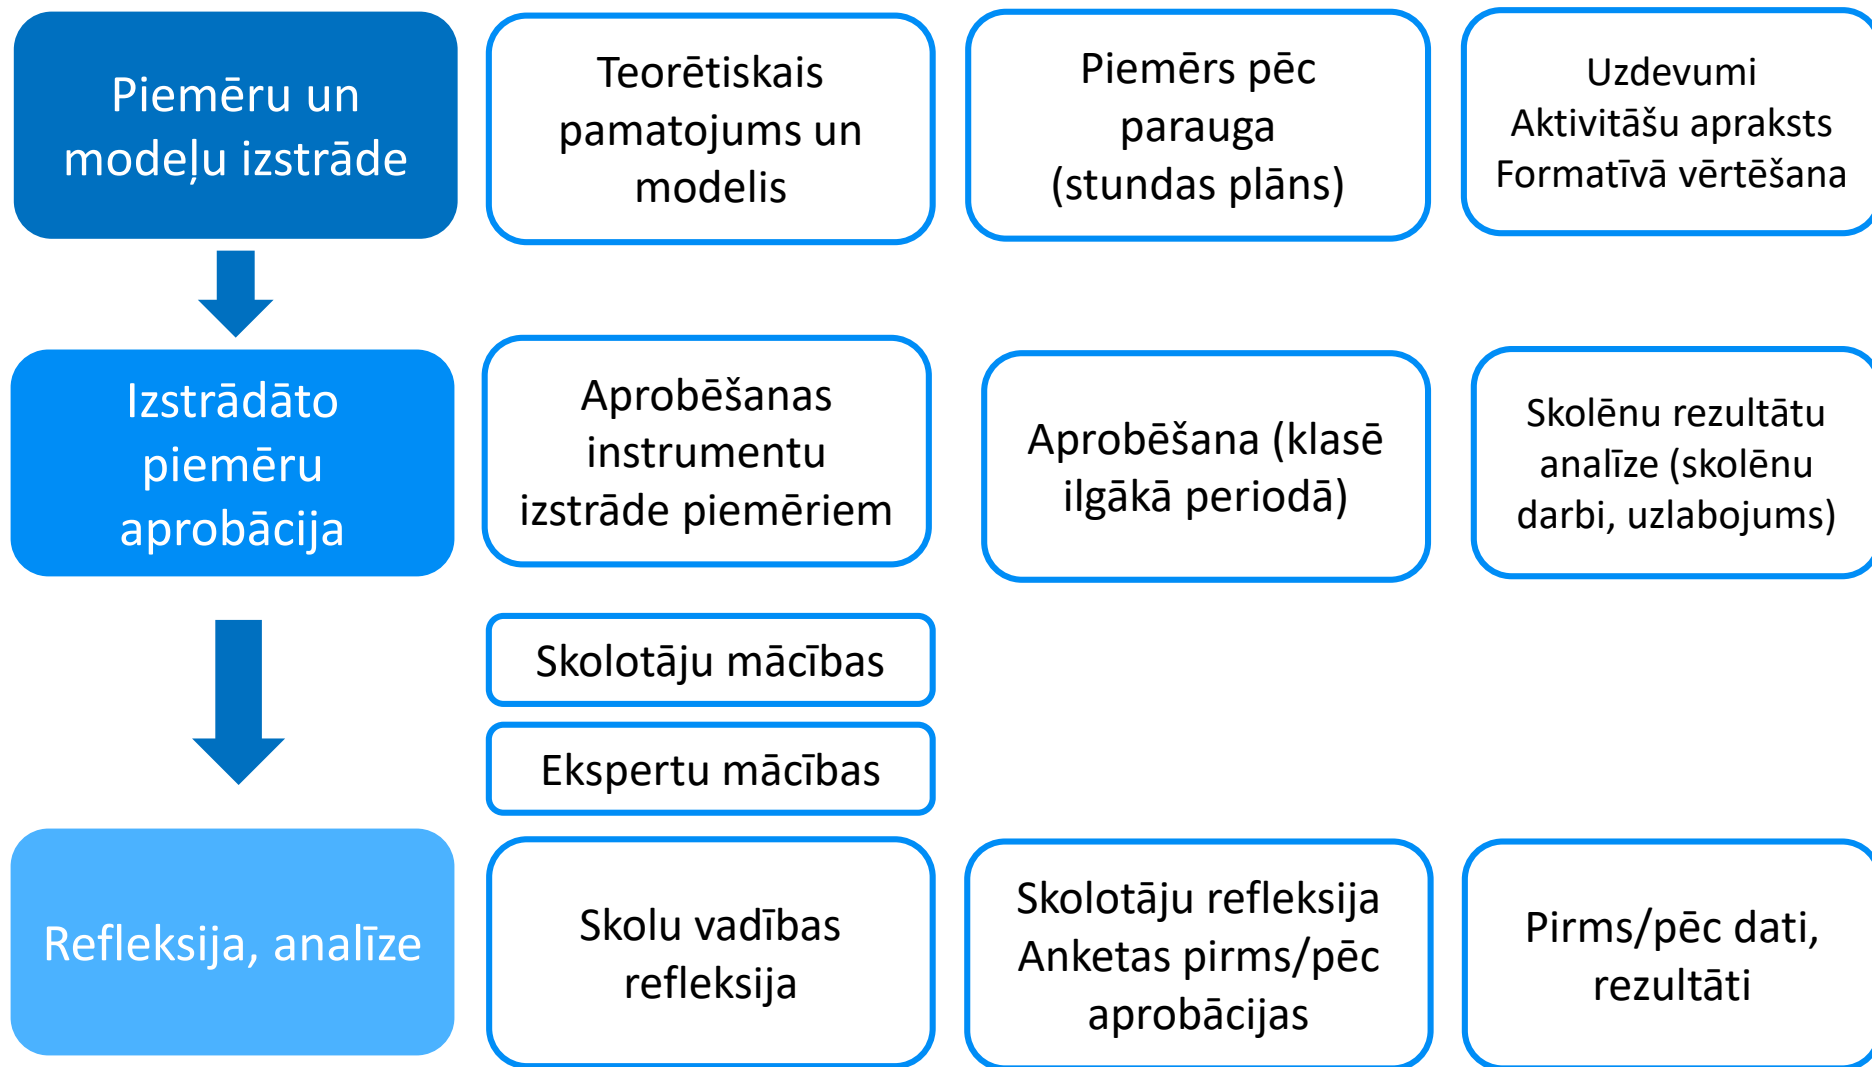 Piemēru un
modeļu izstrāde
Teorētiskais
pamatojums un
modelis
Piemērs pēc
parauga
(stundas plāns)
Uzdevumi
Aktivitāšu apraksts
Formatīvā vērtēšana
Izstrādāto
piemēru
aprobācija
Aprobēšanas
instrumentu
izstrāde piemēriem
Aprobēšana (klasē
ilgākā periodā)
Skolēnu rezultātu
analīze (skolēnu
darbi, uzlabojums)
Skolotāju mācības
Ekspertu mācības
Refleksija, analīze
Skolu vadības
refleksija
Skolotāju refleksija
Anketas pirms/pēc
aprobācijas
Pirms/pēc dati,
rezultāti